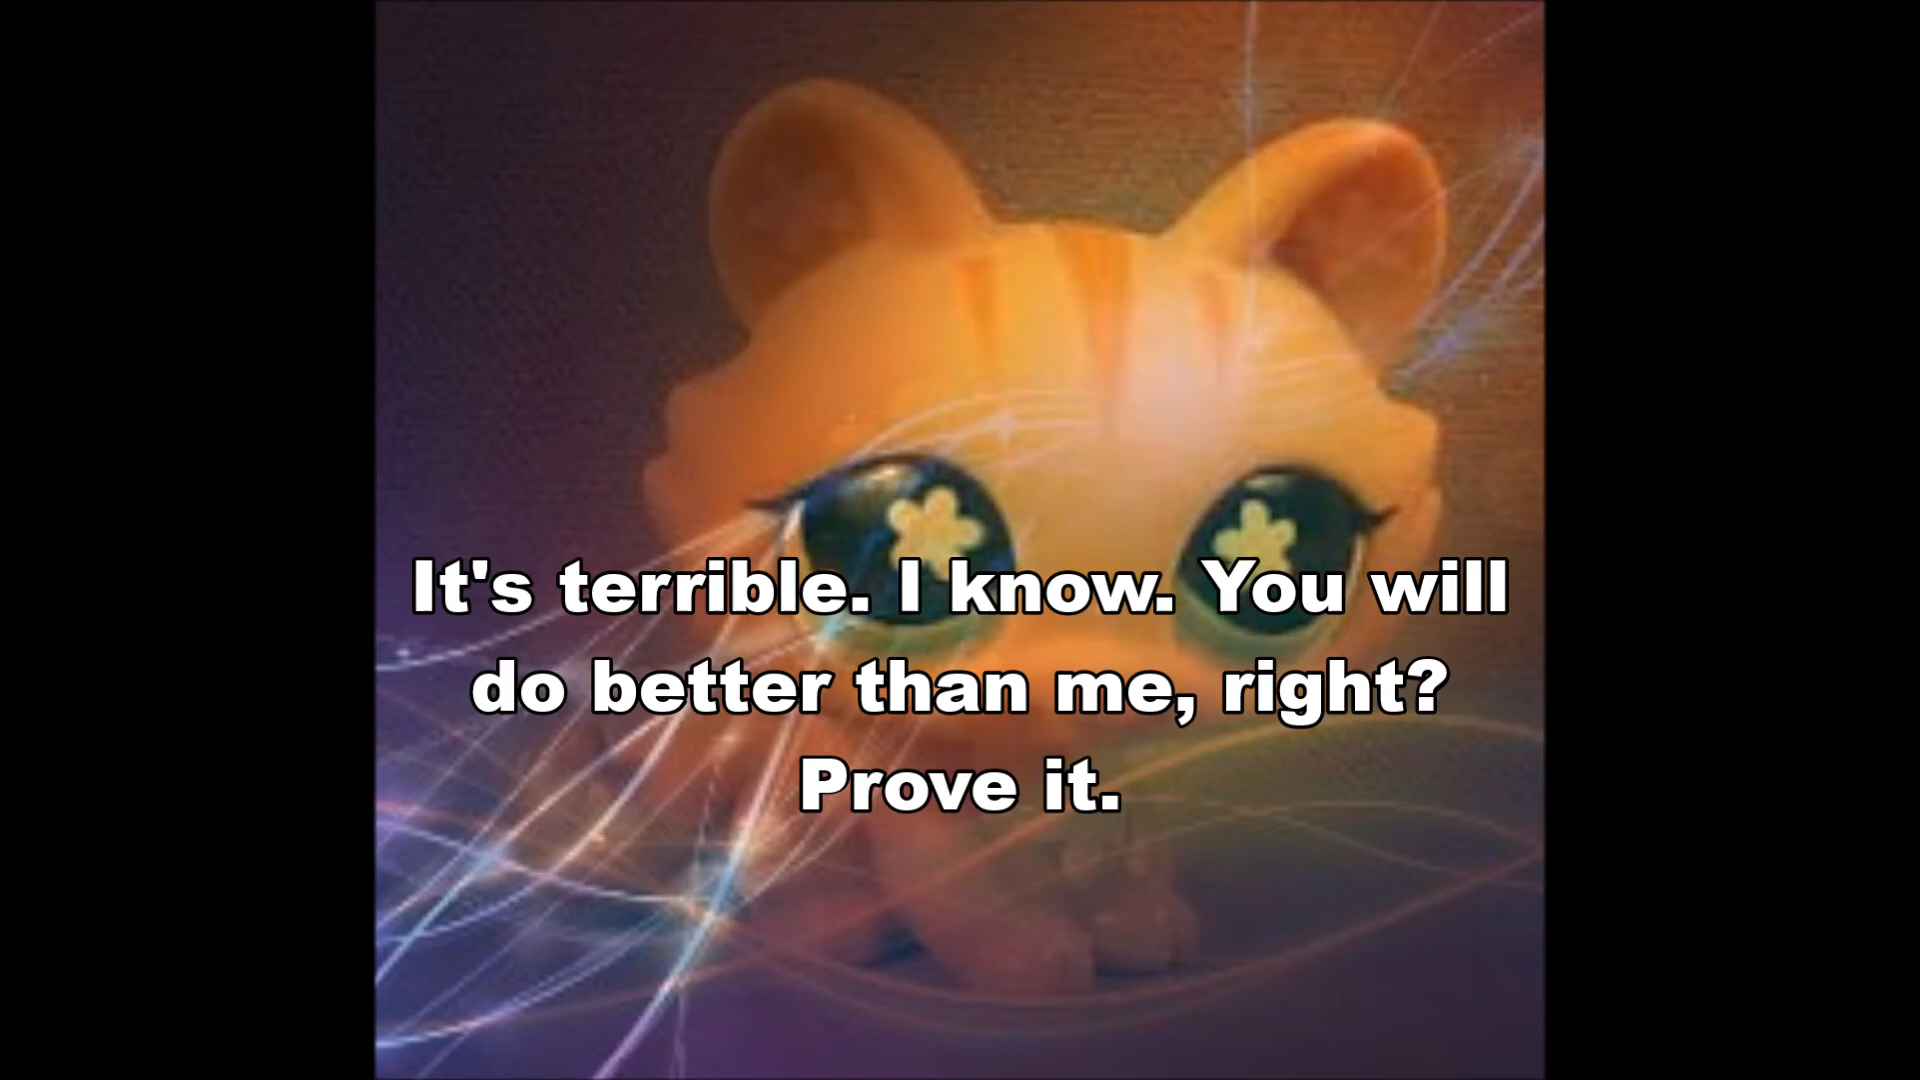 It's terrible. I know. You will
do better than me, right?
Prove it.